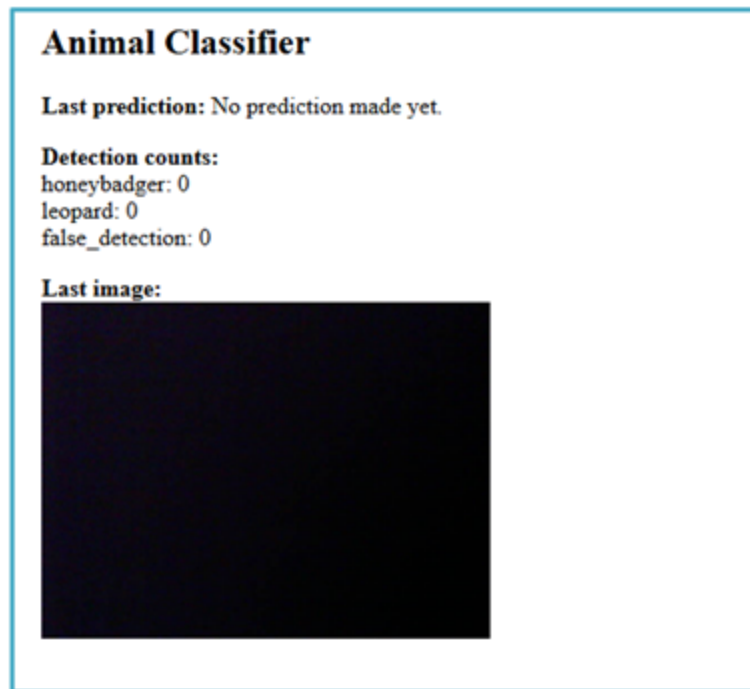 Animal Classifier
Last prediction: No prediction made yet.
Detection counts:
honeybadger: 0
leopard: 0
false_detection: 0
Last image: